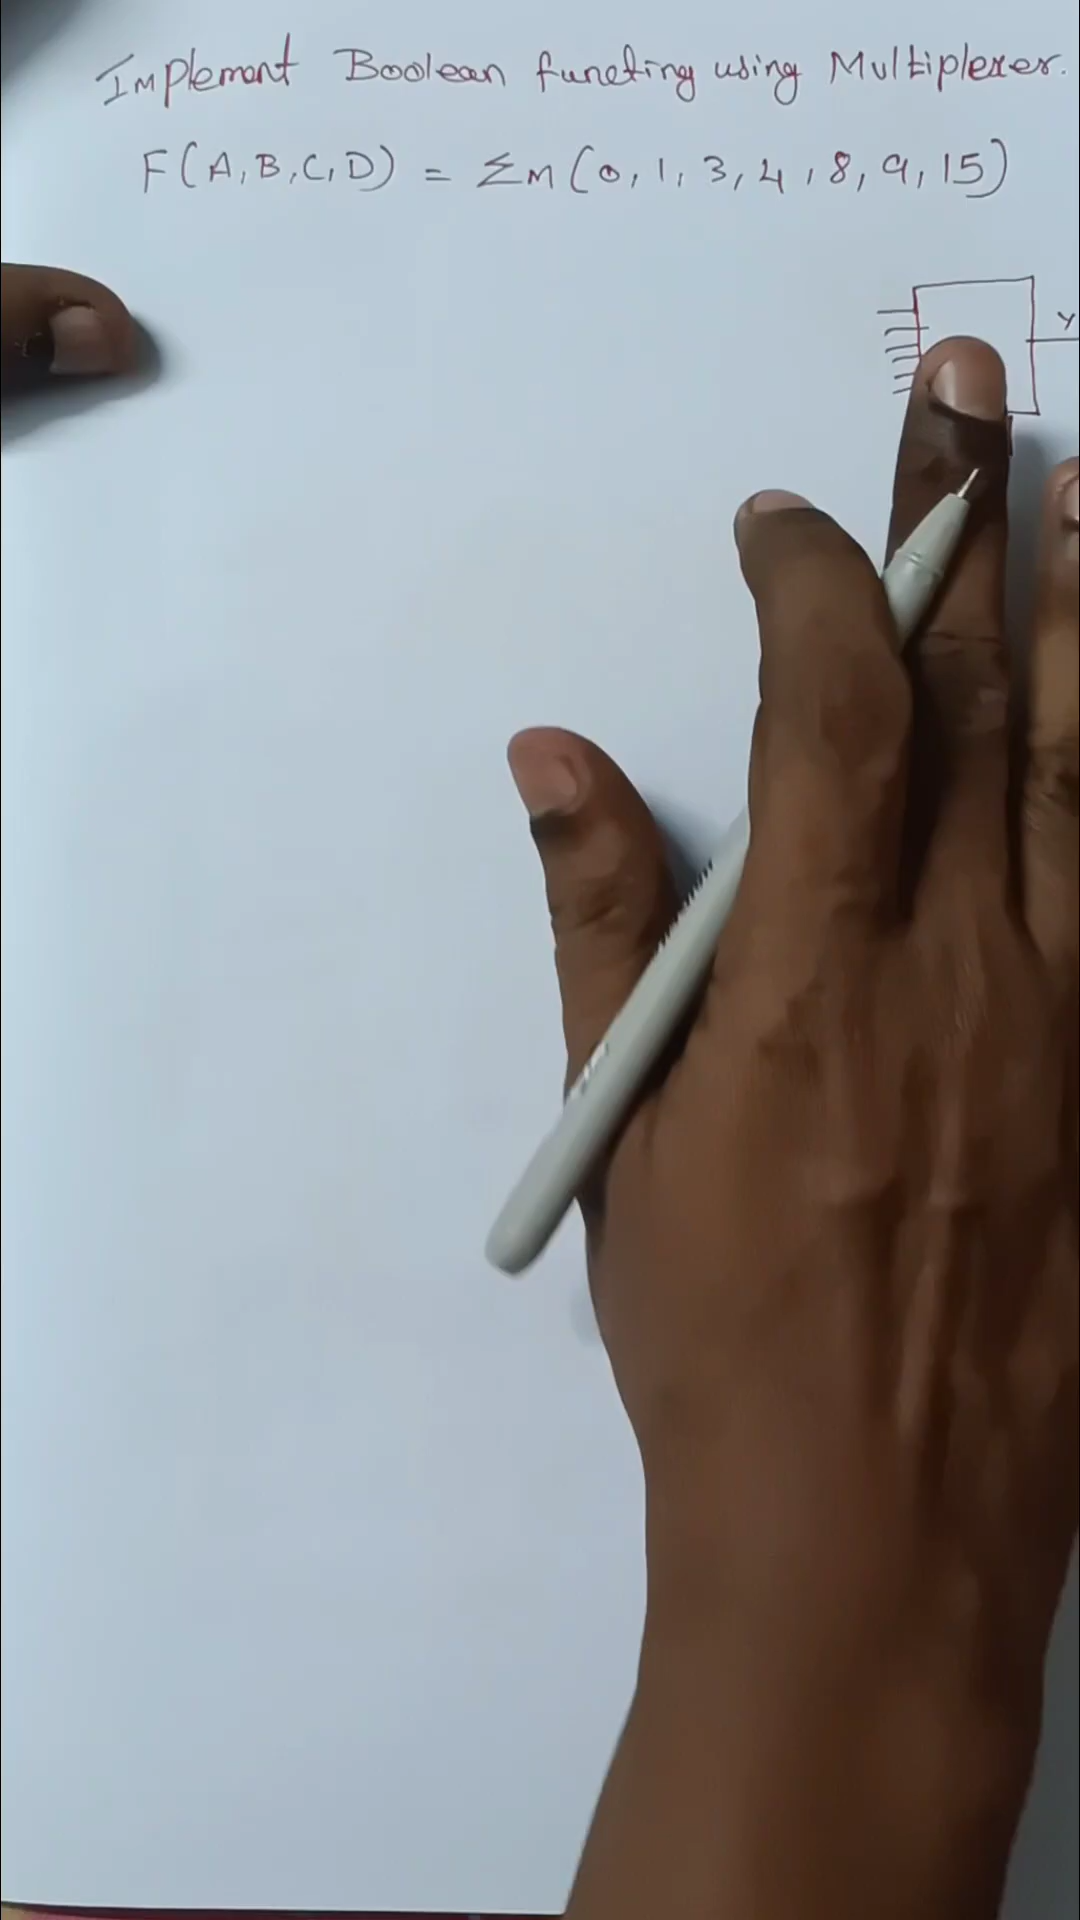 Implement Boolean functing using Multiplexer.
F(A,B,C,D) = Σm(0,1,3,4,8,9,15)
Y